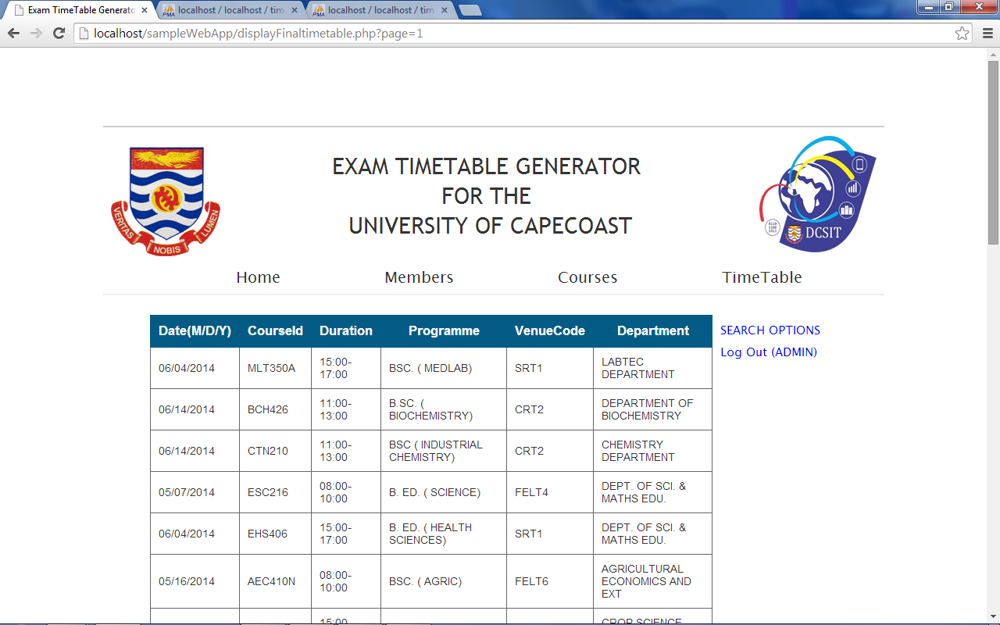 Exam TimeTable Generato
localhost / localhost / tim
localhost / localhost / tim
localhost/sampleWebApp/displayFinaltimetable.php?page=1
EXAM TIMETABLE GENERATOR
FOR THE
UNIVERSITY OF CAPECOAST
VERITAS NOBIS LUMEN
DCSIT
Home Members Courses TimeTable
Date(M/D/Y) CourseId Duration Programme VenueCode Department
SEARCH OPTIONS
Log Out (ADMIN)
06/04/2014 MLT350A 15:00-
17:00 BSC. ( MEDLAB) SRT1 LABTEC
DEPARTMENT
06/14/2014 BCH426 11:00-
13:00 B.SC. (
BIOCHEMISTRY) CRT2 DEPARTMENT OF
BIOCHEMISTRY
06/14/2014 CTN210 11:00-
13:00 BSC ( INDUSTRIAL
CHEMISTRY) CRT2 CHEMISTRY
DEPARTMENT
05/07/2014 ESC216 08:00-
10:00 B. ED. ( SCIENCE) FELT4 DEPT. OF SCI. &
MATHS EDU.
06/04/2014 EHS406 15:00-
17:00 B. ED. ( HEALTH
SCIENCES) SRT1 DEPT. OF SCI. &
MATHS EDU.
05/16/2014 AEC410N 08:00-
10:00 BSC. ( AGRIC) FELT6 AGRICULTURAL
ECONOMICS AND
EXT
15:00 CROP SCIENCE